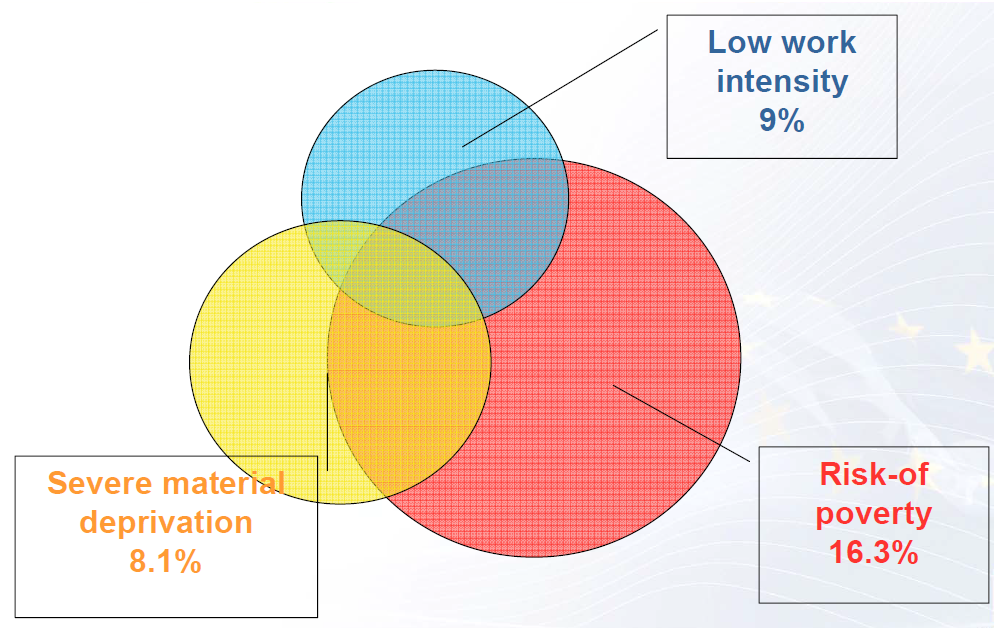 Low work
intensity
9%
Severe material
deprivation
8.1%
Risk-of
poverty
16.3%